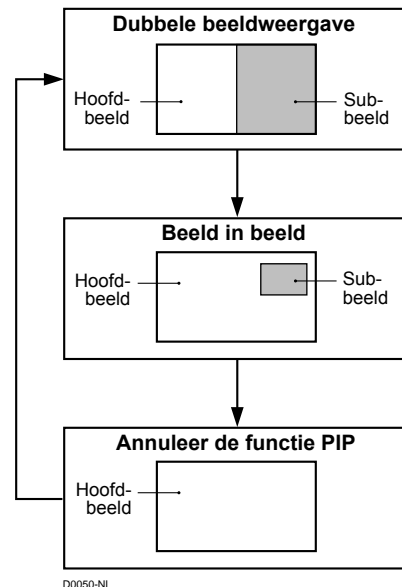 Dubbele beeldweergave
Hoofd-
beeld
Sub-
beeld
Beeld in beeld
Hoofd-
beeld
Sub-
beeld
Annuleer de functie PIP
Hoofd-
beeld
D0050-NL